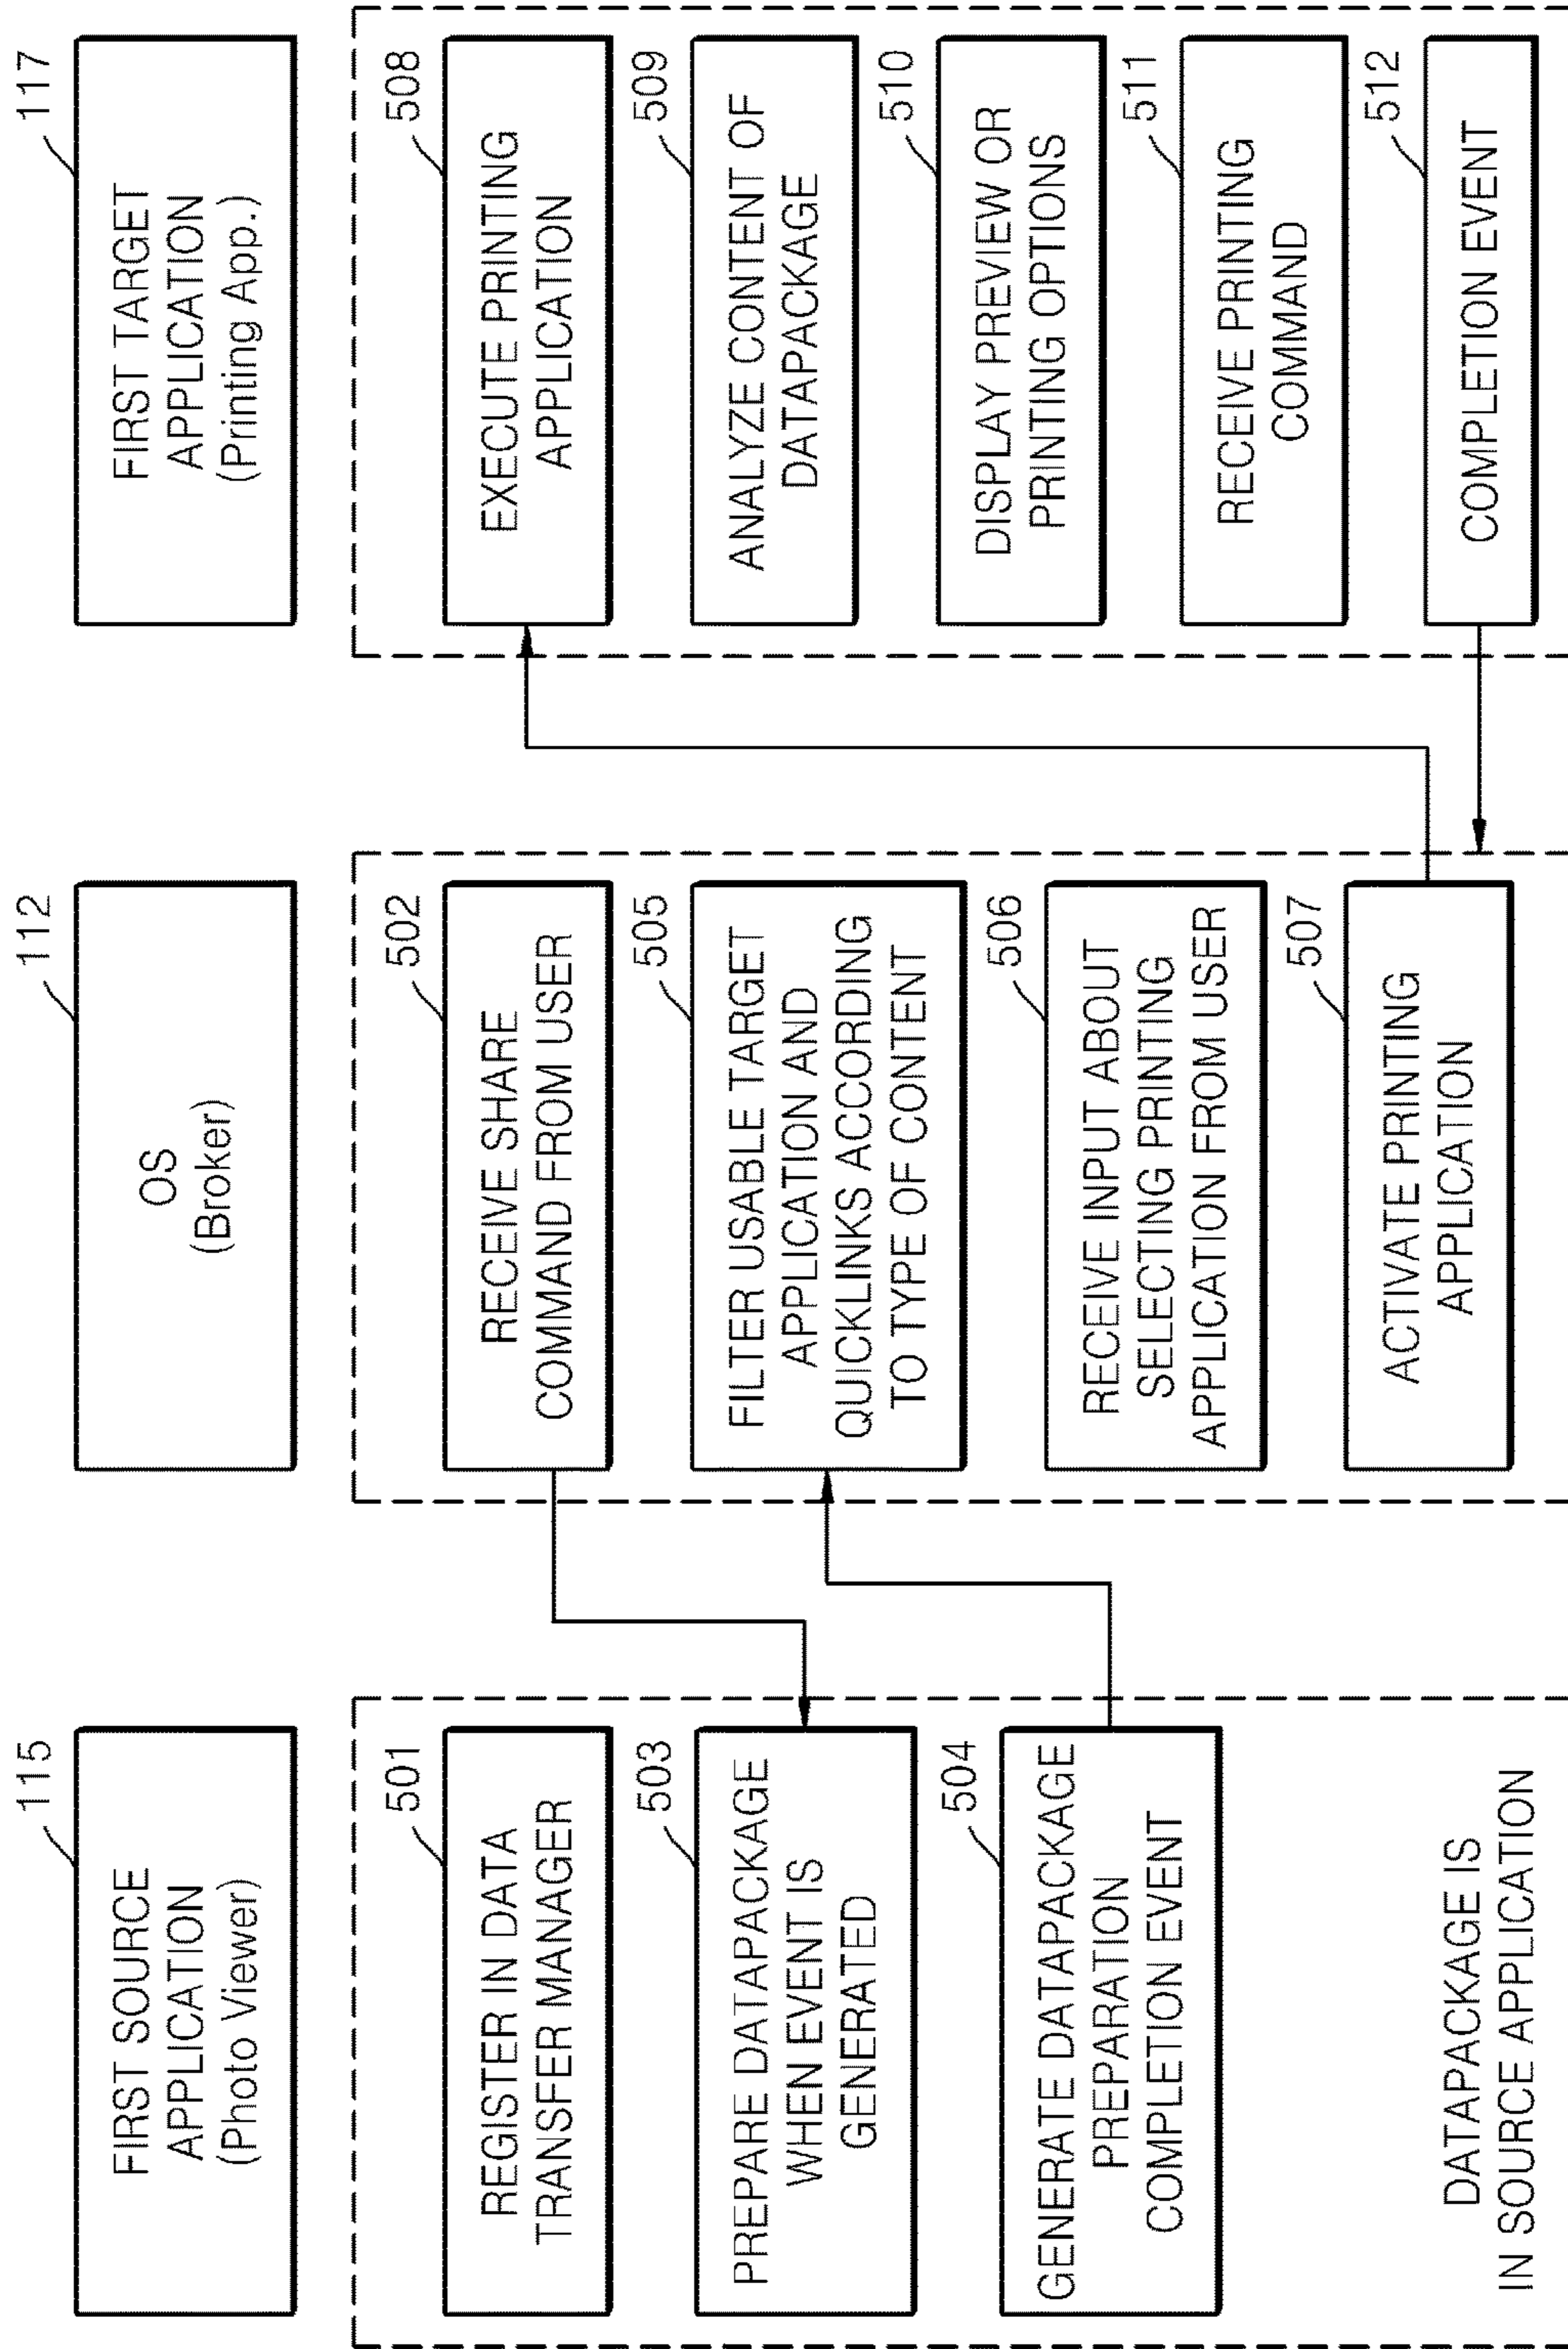 115
FIRST SOURCE
APPLICATION
(Photo Viewer)
501
REGISTER IN DATA
TRANSFER MANAGER
503
PREPARE DATAPACKAGE
WHEN EVENT IS
GENERATED
504
GENERATE DATAPACKAGE
PREPARATION
COMPLETION EVENT
DATAPACKAGE IS
IN SOURCE APPLICATION
112
OS
(Broker)
502
RECEIVE SHARE
COMMAND FROM USER
505
FILTER USABLE TARGET
APPLICATION AND
QUICKLINKS ACCORDING
TO TYPE OF CONTENT
506
RECEIVE INPUT ABOUT
SELECTING PRINTING
APPLICATION FROM USER
507
ACTIVATE PRINTING
APPLICATION
117
FIRST TARGET
APPLICATION
(Printing App.)
508
EXECUTE PRINTING
APPLICATION
509
ANALYZE CONTENT OF
DATAPACKAGE
510
DISPLAY PREVIEW OR
PRINTING OPTIONS
511
RECEIVE PRINTING
COMMAND
512
COMPLETION EVENT